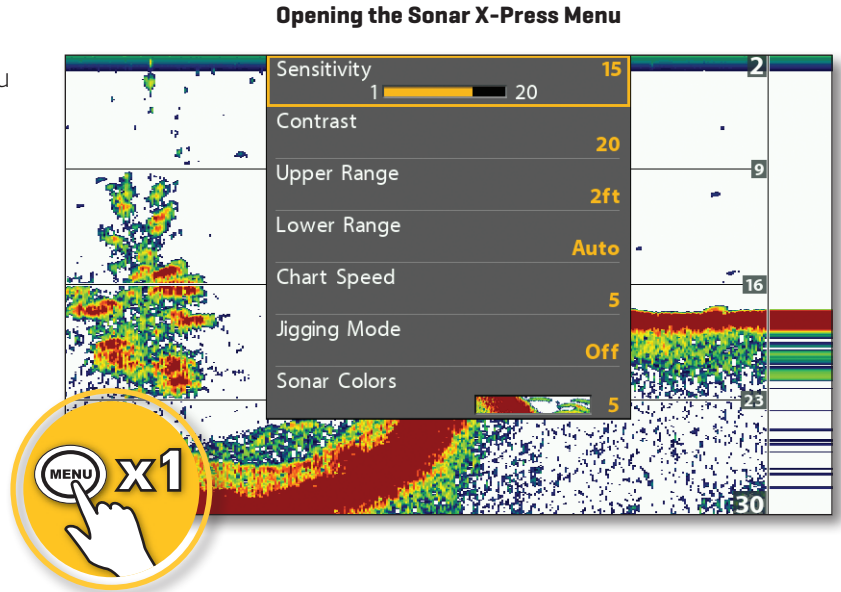 Opening the Sonar X-Press Menu
u
Sensitivity 15
1 20
Contrast
20
Upper Range
2ft
Lower Range
Auto
Chart Speed
5
Jigging Mode
Off
Sonar Colors
5
2
9
16
23
30
MENU x1